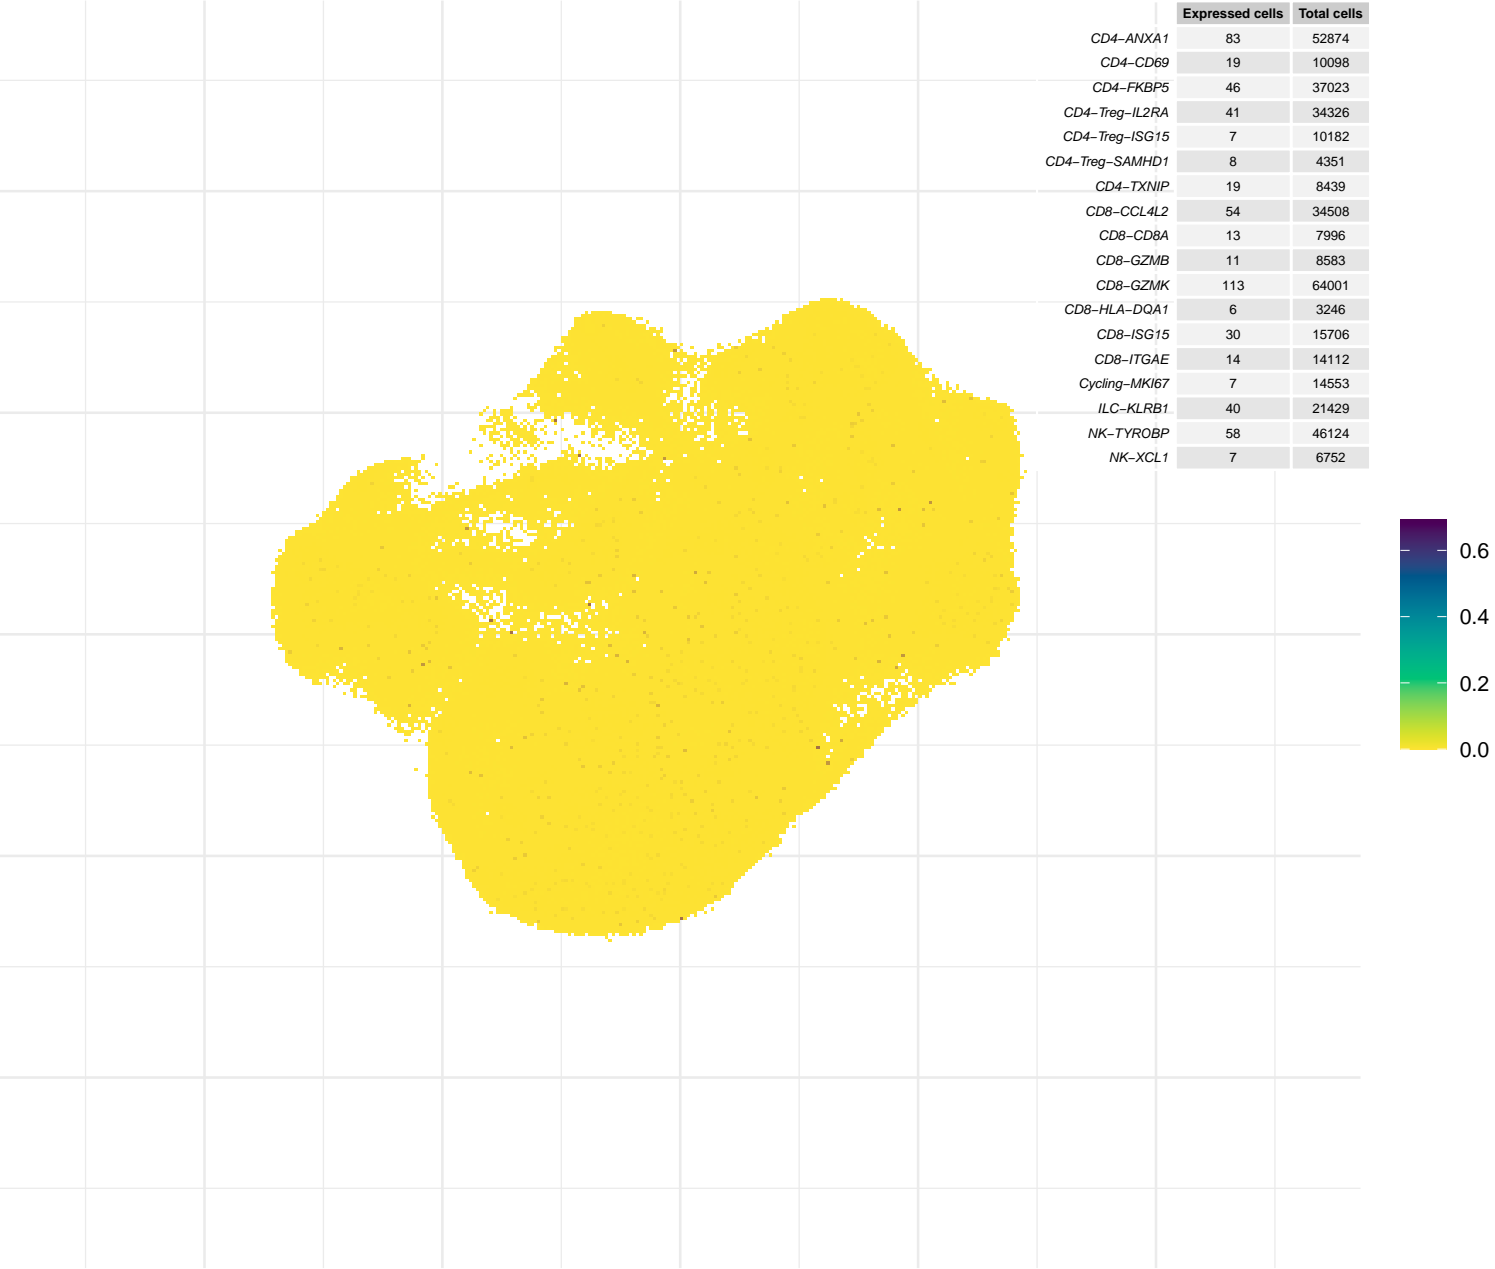 Expressed cells Total cells
CD4−ANXA1 83 52874
CD4−CD69 19 10098
CD4−FKBP5 46 37023
CD4−Treg−IL2RA 41 34326
CD4−Treg−ISG15 7 10182
CD4−Treg−SAMHD1 8 4351
CD4−TXNIP 19 8439
CD8−CCL4L2 54 34508
CD8−CD8A 13 7996
CD8−GZMB 11 8583
CD8−GZMK 113 64001
CD8−HLA−DQA1 6 3246
CD8−ISG15 30 15706
CD8−ITGAE 14 14112
Cycling−MKI67 7 14553
ILC−KLRB1 40 21429
NK−TYROBP 58 46124
NK−XCL1 7 6752
0.6
0.4
0.2
0.0